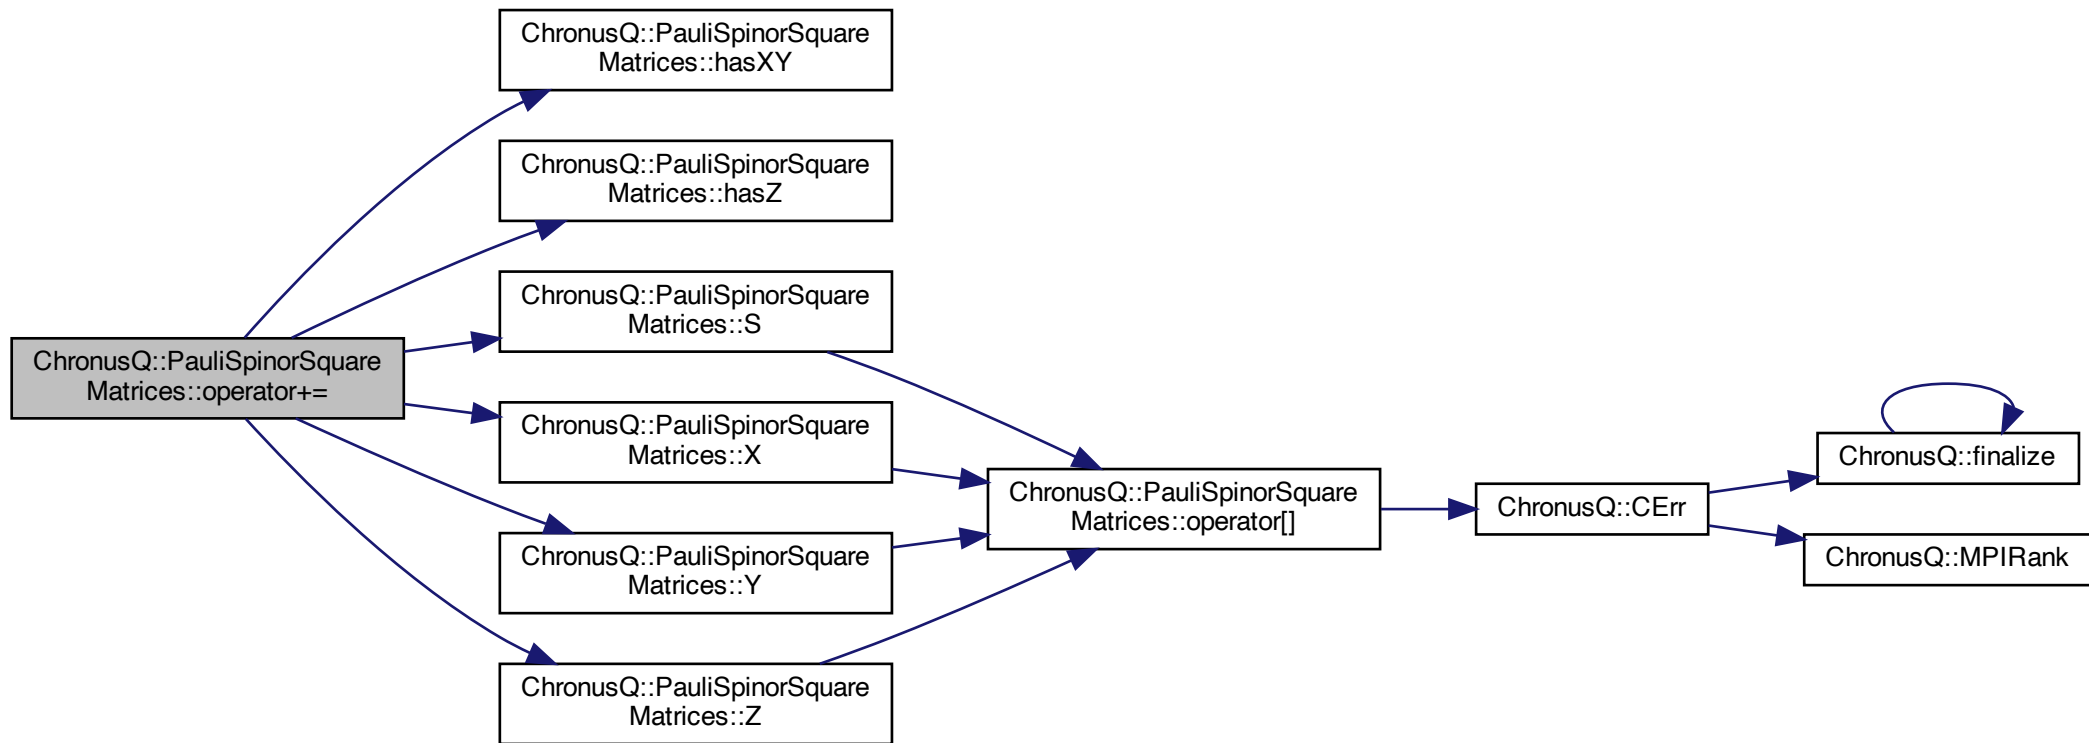 ChronusQ::PauliSpinorSquare
Matrices::operator+=
ChronusQ::PauliSpinorSquare
Matrices::hasXY
ChronusQ::PauliSpinorSquare
Matrices::hasZ
ChronusQ::PauliSpinorSquare
Matrices::S
ChronusQ::PauliSpinorSquare
Matrices::X
ChronusQ::PauliSpinorSquare
Matrices::Y
ChronusQ::PauliSpinorSquare
Matrices::Z
ChronusQ::PauliSpinorSquare
Matrices::operator[]
ChronusQ::CErr
ChronusQ::finalize
ChronusQ::MPIRank